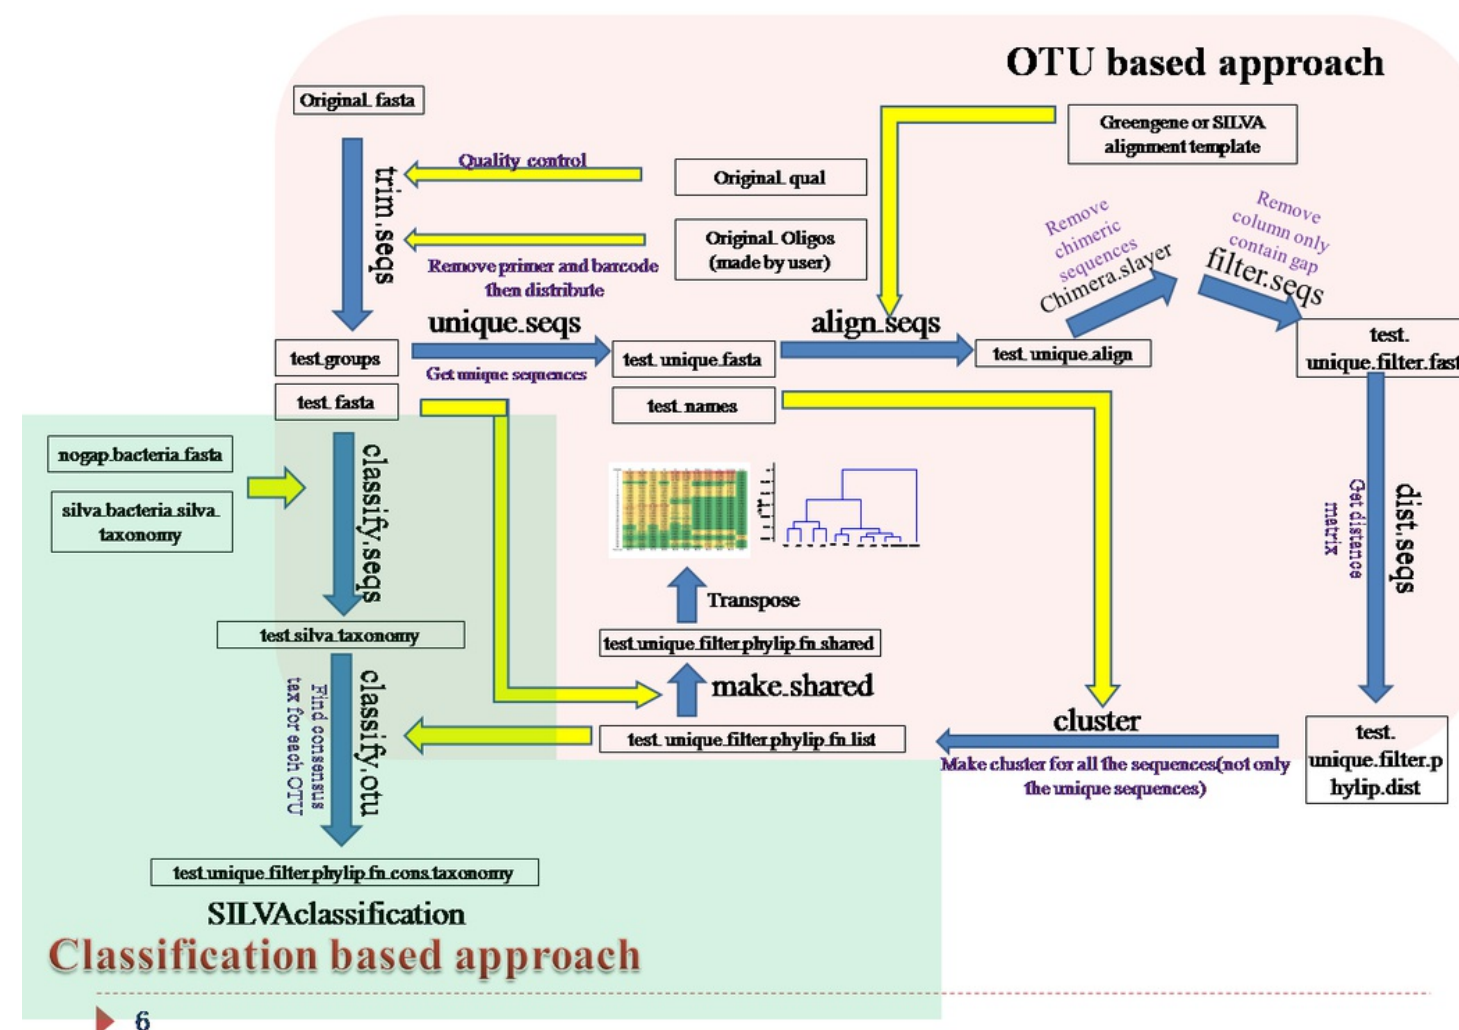 OTU based approach
Original_fasta
Greengene or SILVA
alignment template
Quality control
Original_qual
trim.seqs
Original_Oligos
(made by user)
Remove primer and barcode
then distribute
Remove
chimeric
sequences
Chimera.slayer
Remove
column only
contain gap
filter.seqs
unique.seqs
align.seqs
test.groups
Get unique sequences
test.unique.fasta
test.unique.align
test.
unique.filter.fast
test.fasta
test.names
nogap.bacteria.fasta
silva.bacteria.silva.
taxonomy
classify.seqs
dist.seqs
Get distance
matrix
Transpose
test.silva.taxonomy
test.unique.filter.phylip.fn.shared
make.shared
classify.otu
Find consensus
tax for each OTU
test.unique.filter.phylip.fn.list
cluster
Make cluster for all the sequences(not only
the unique sequences)
test.
unique.filter.p
hylip.dist
test.unique.filter.phylip.fn.cons.taxonomy
SILVAclassification
Classification based approach
6